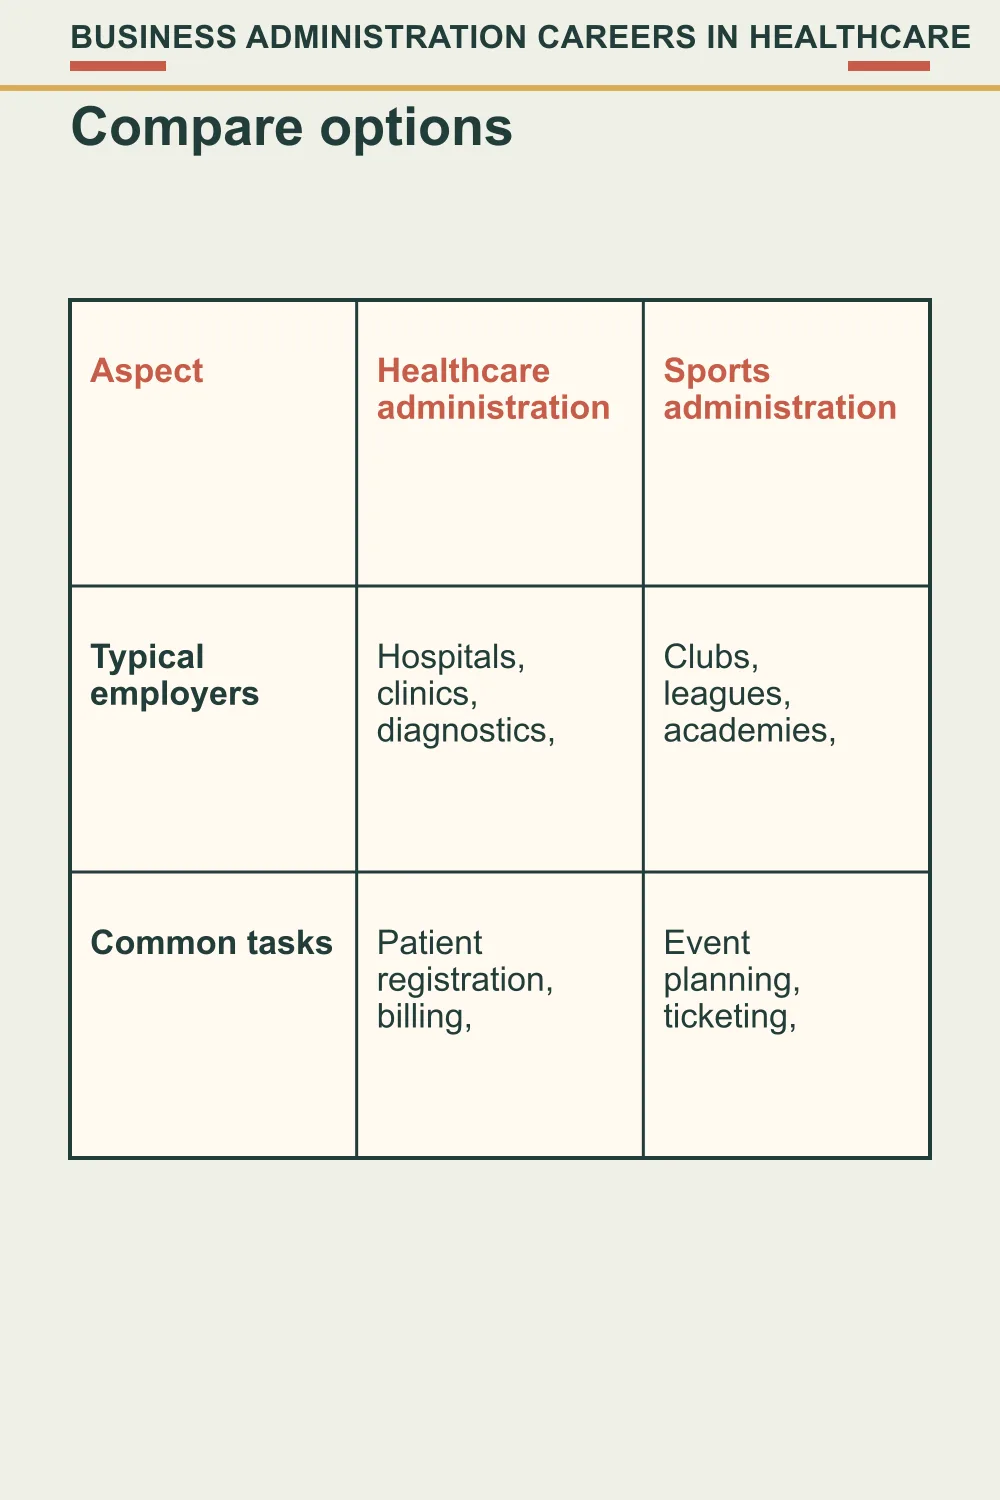 BUSINESS ADMINISTRATION CAREERS IN HEALTHCARE
Compare options
Aspect
Healthcare
administration
Sports
administration
Typical
employers
Hospitals,
clinics,
diagnostics,
Clubs,
leagues,
academies,
Common tasks
Patient
registration,
billing,
Event
planning,
ticketing,